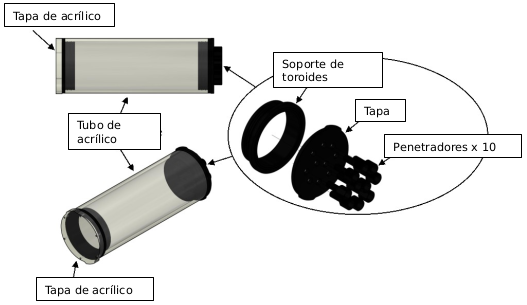 Tapa de acrílico
Soporte de
toroides
Tapa
Tubo de
acrílico
Penetradores x 10
Tapa de acrílico